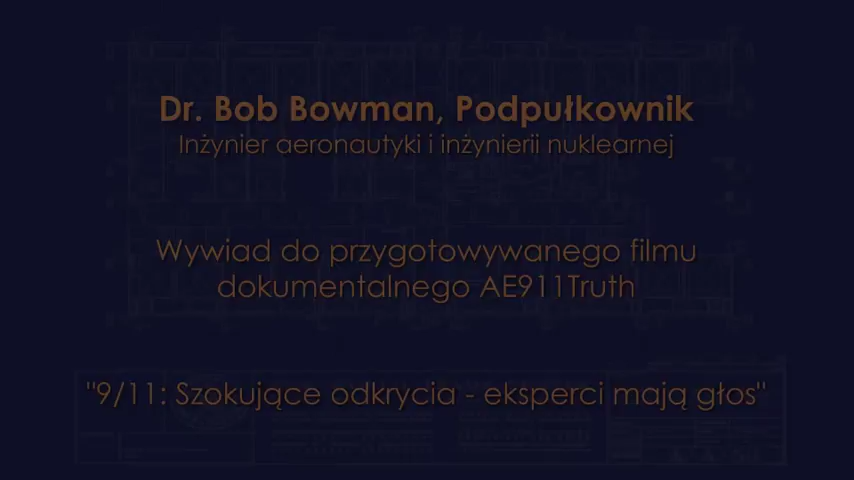 Dr. Bob Bowman, Podpułkownik
Inżynier aeronautyki i inżynierii nuklearnej
Wywiad do przygotowywanego filmu
dokumentalnego AE911Truth
"9/11: Szokujące odkrycia - eksperci mają głos"